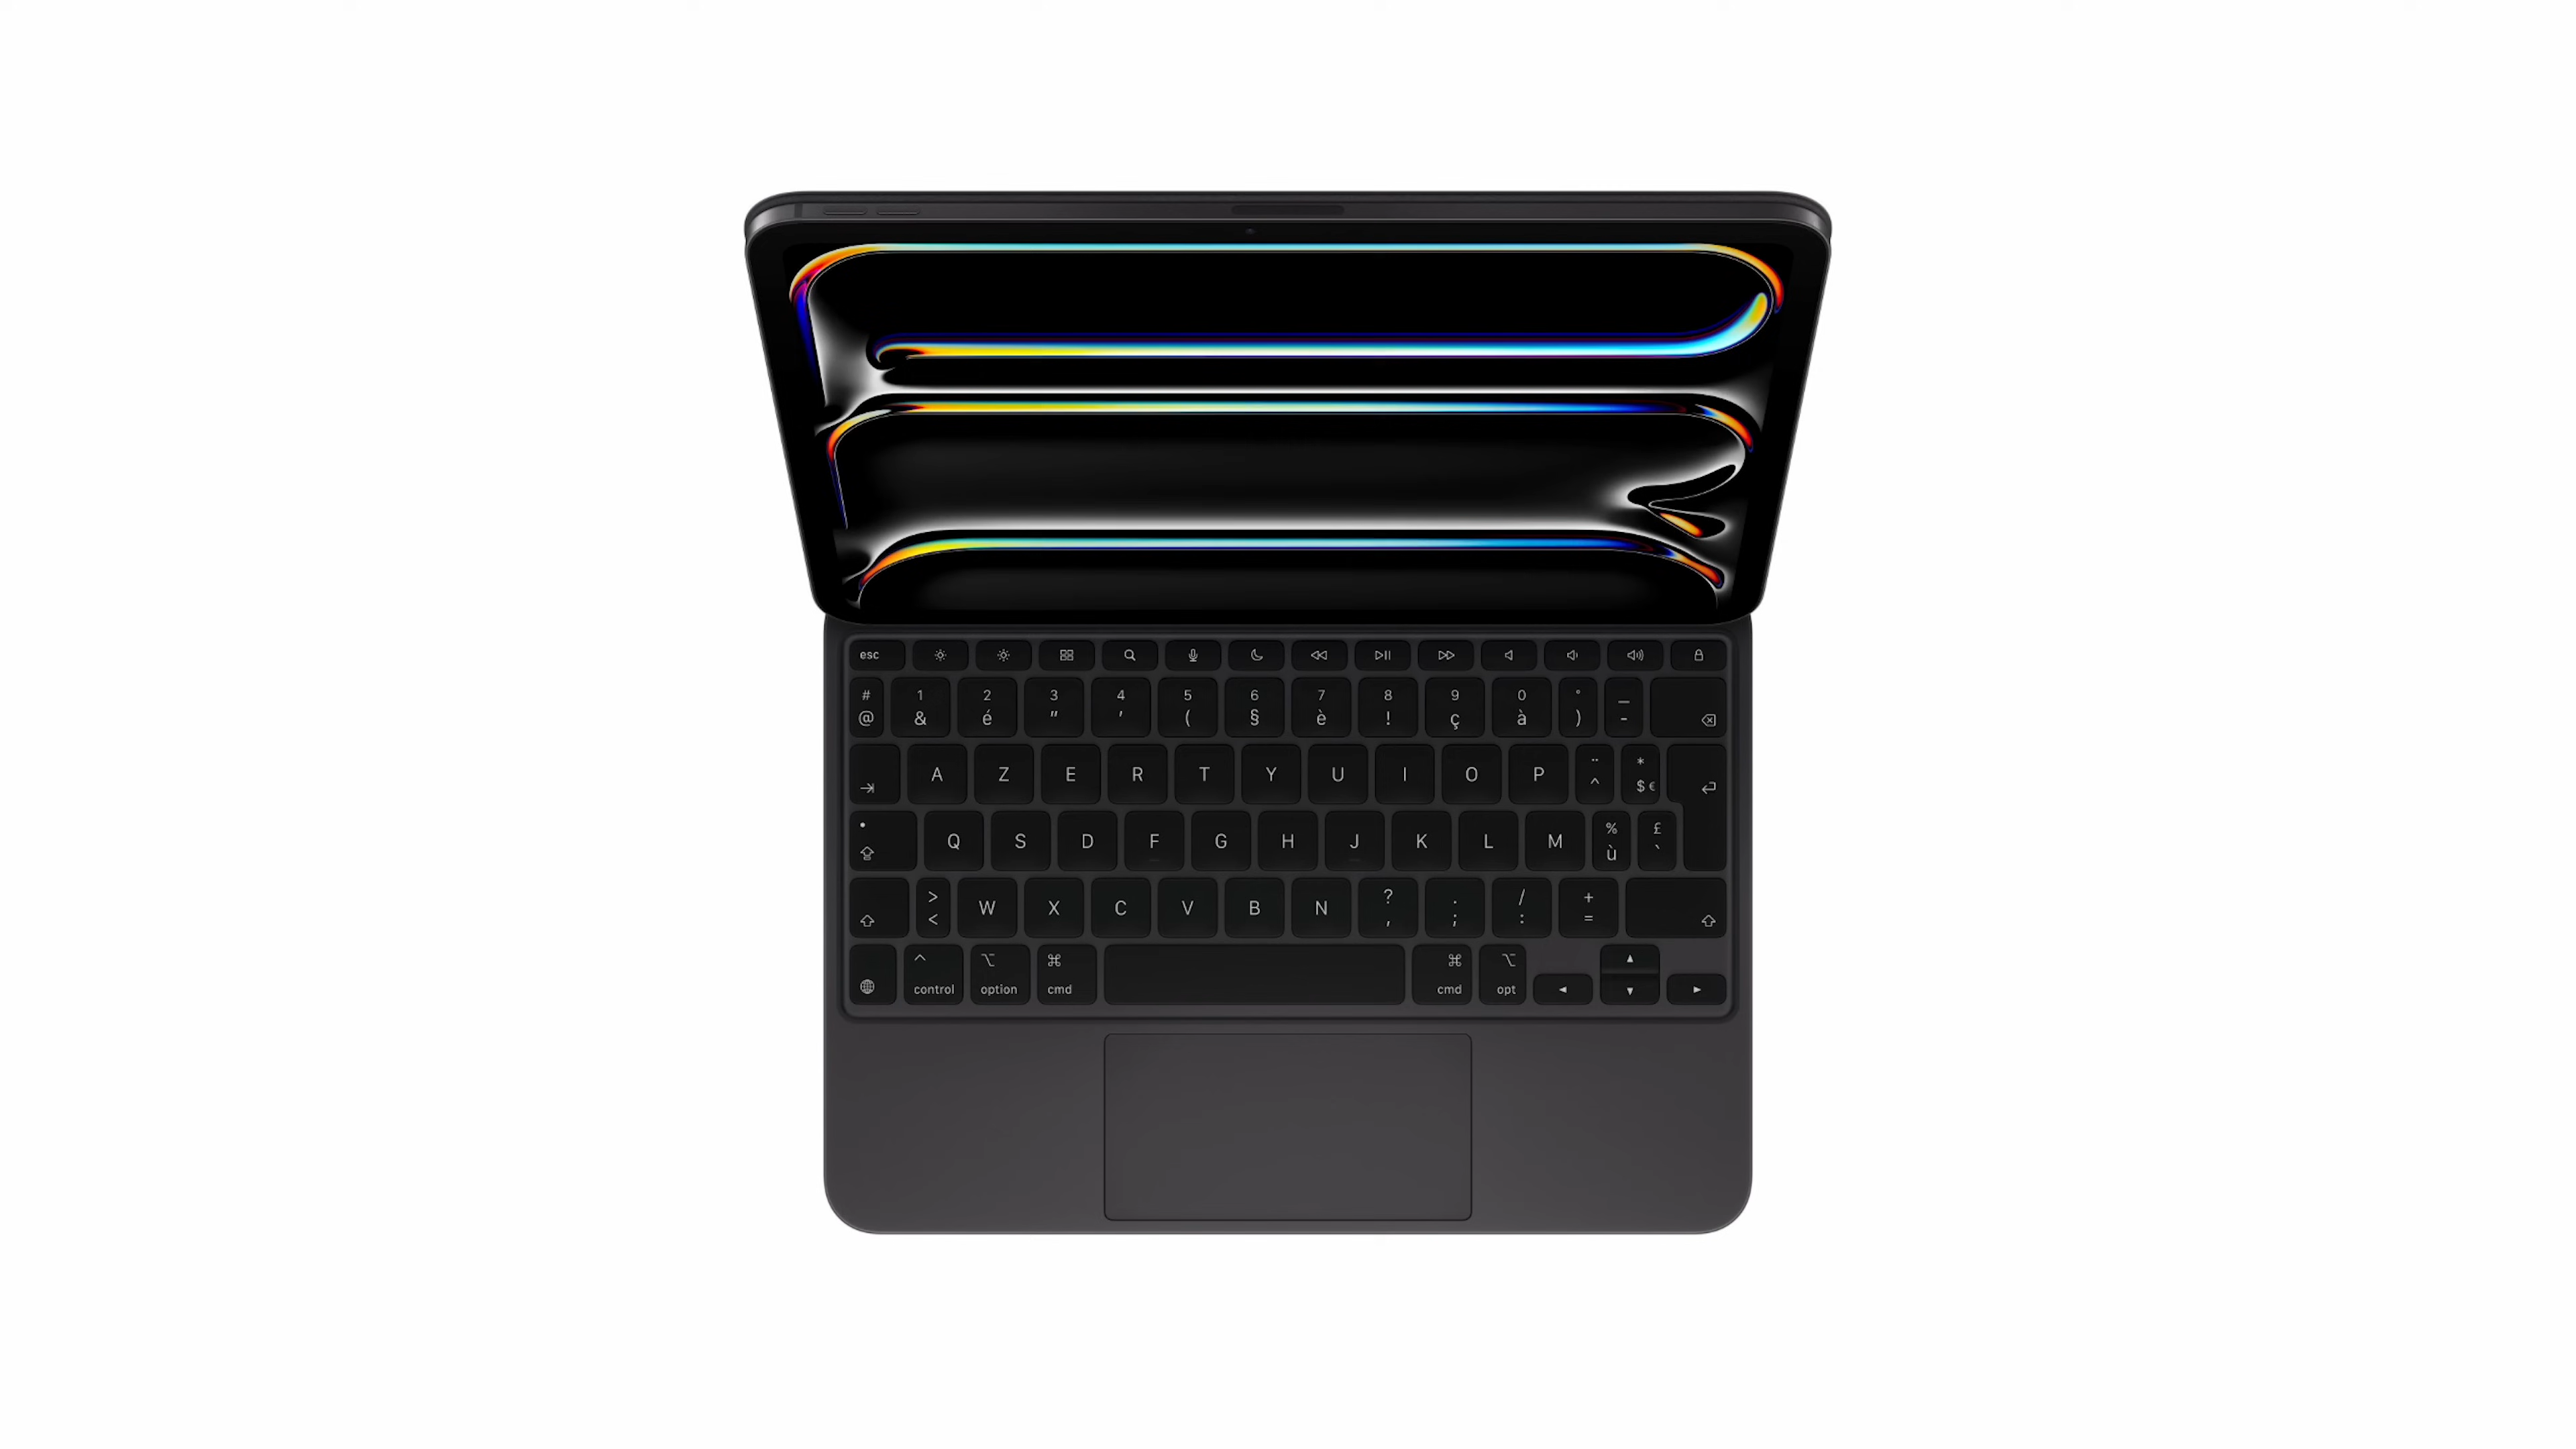 esc
# 1 2 3 4 5 6 7 8 9 0 ° _
@ & é " ' ( § è ! ç à ) -
A Z E R T Y U I O P ¨ *
^ $ €
Q S D F G H J K L M % £
ù `
> W X C V B N ? . / +
< , ; : =
^ ⌥ ⌘ ⌘ ⌥
control option cmd cmd opt